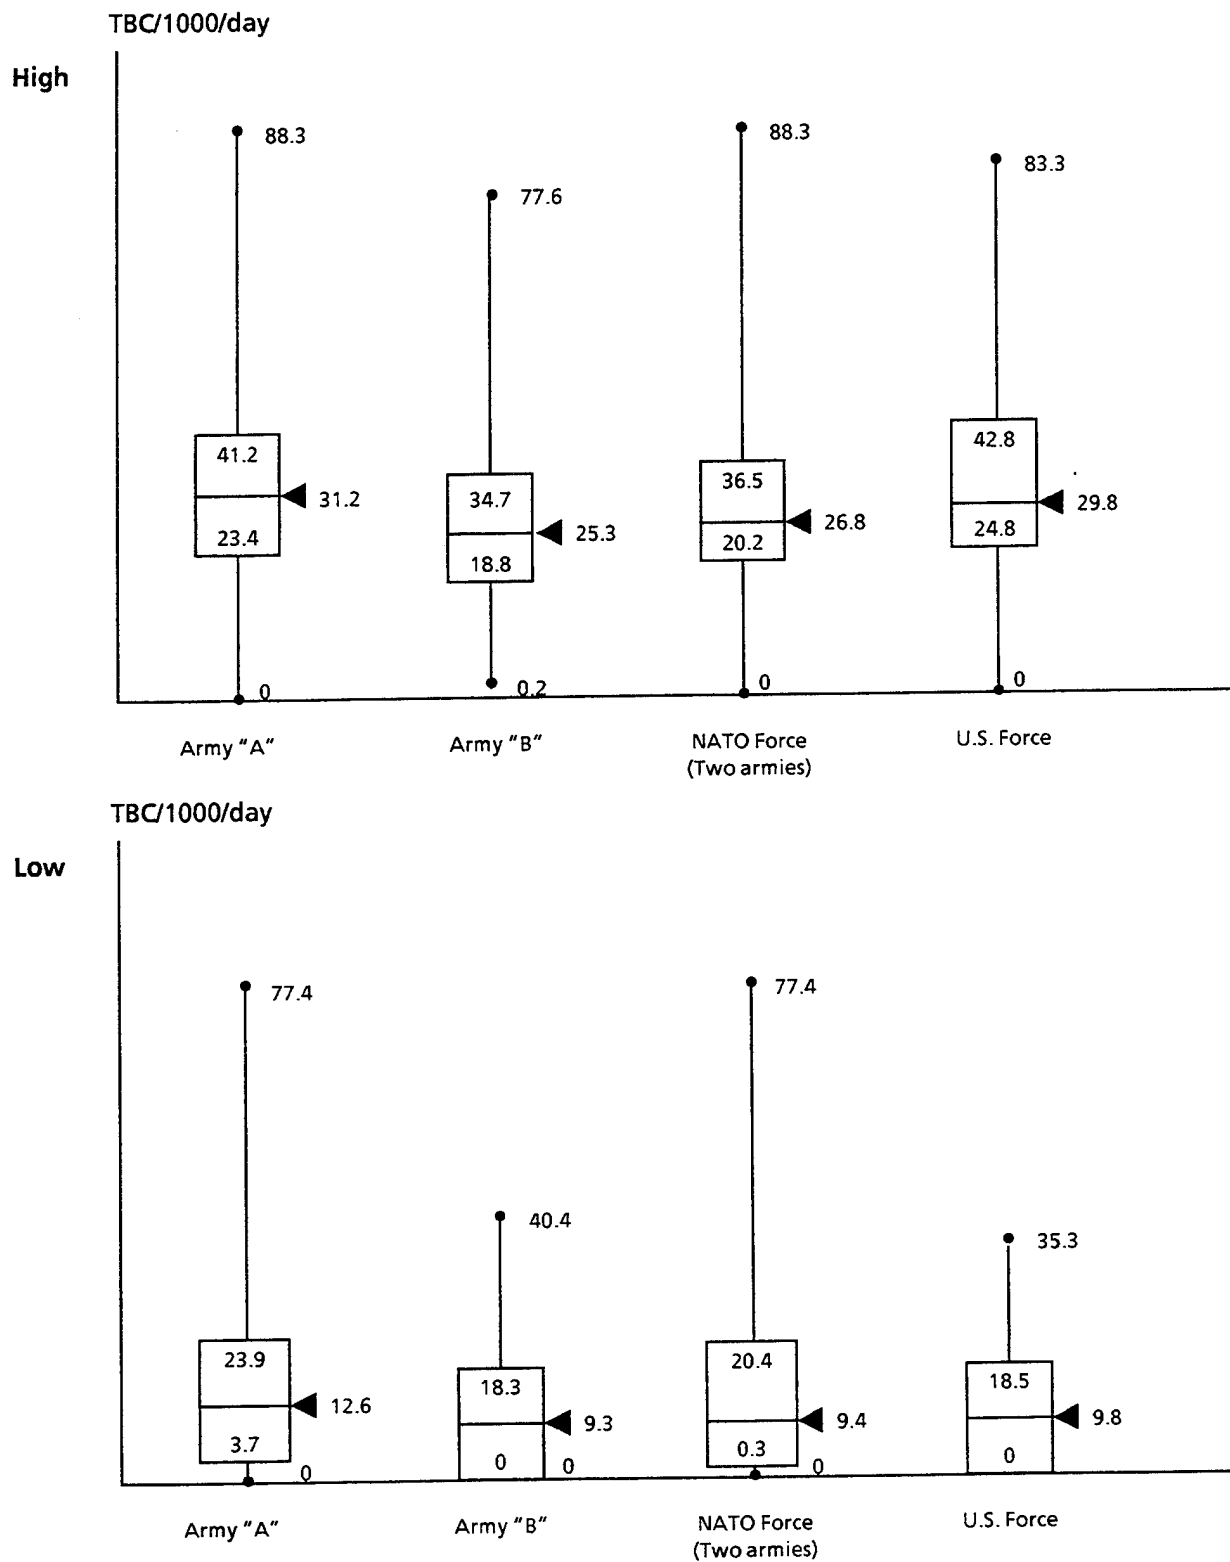 TBC/1000/day
High
88.3
88.3
83.3
77.6
42.8
41.2
36.5
34.7
31.2
29.8
26.8
25.3
23.4
24.8
20.2
18.8
0
0.2
0
0
Army "A"
Army "B"
NATO Force
(Two armies)
U.S. Force
TBC/1000/day
Low
77.4
77.4
40.4
35.3
23.9
18.3
20.4
18.5
12.6
9.3
9.4
9.8
3.7
0
0.3
0
0
0
0
Army "A"
Army "B"
NATO Force
(Two armies)
U.S. Force